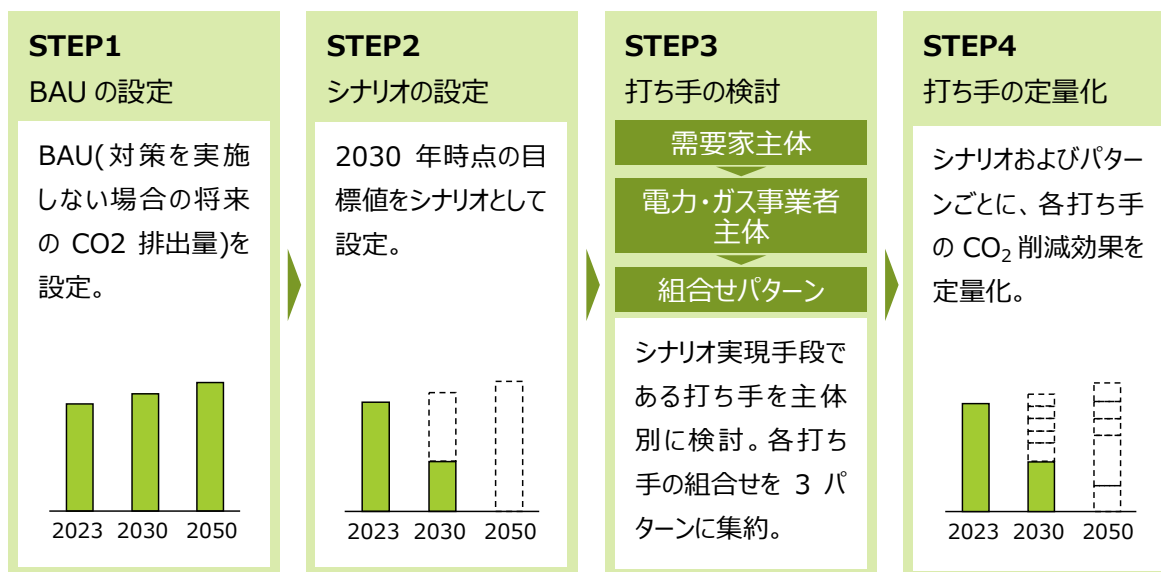 STEP1
BAU の設定
BAU(対策を実施
しない場合の将来
の CO2 排出量)を
設定。
2023 2030 2050
STEP2
シナリオの設定
2030 年時点の目
標値をシナリオとして
設定。
2023 2030 2050
STEP3
打ち手の検討
需要家主体
電力・ガス事業者
主体
組合せパターン
シナリオ実現手段で
ある打ち手を主体
別に検討。各打ち
手の組合せを 3 パ
ターンに集約。
STEP4
打ち手の定量化
シナリオおよびパター
ンごとに、各打ち手
の CO₂ 削減効果を
定量化。
2023 2030 2050